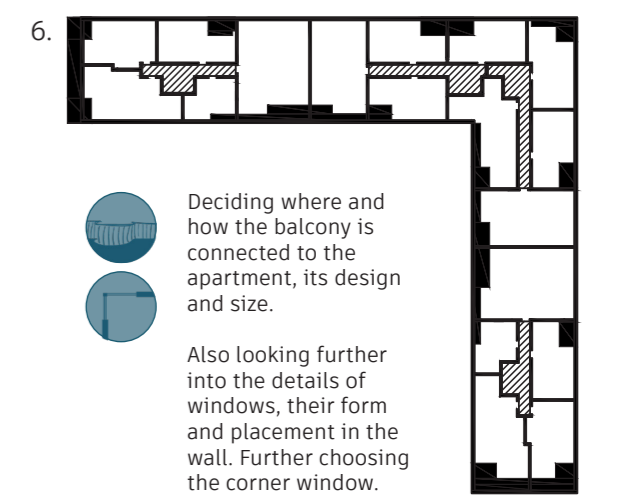 6.
Deciding where and
how the balcony is
connected to the
apartment, its design
and size.
Also looking further
into the details of
windows, their form
and placement in the
wall. Further choosing
the corner window.